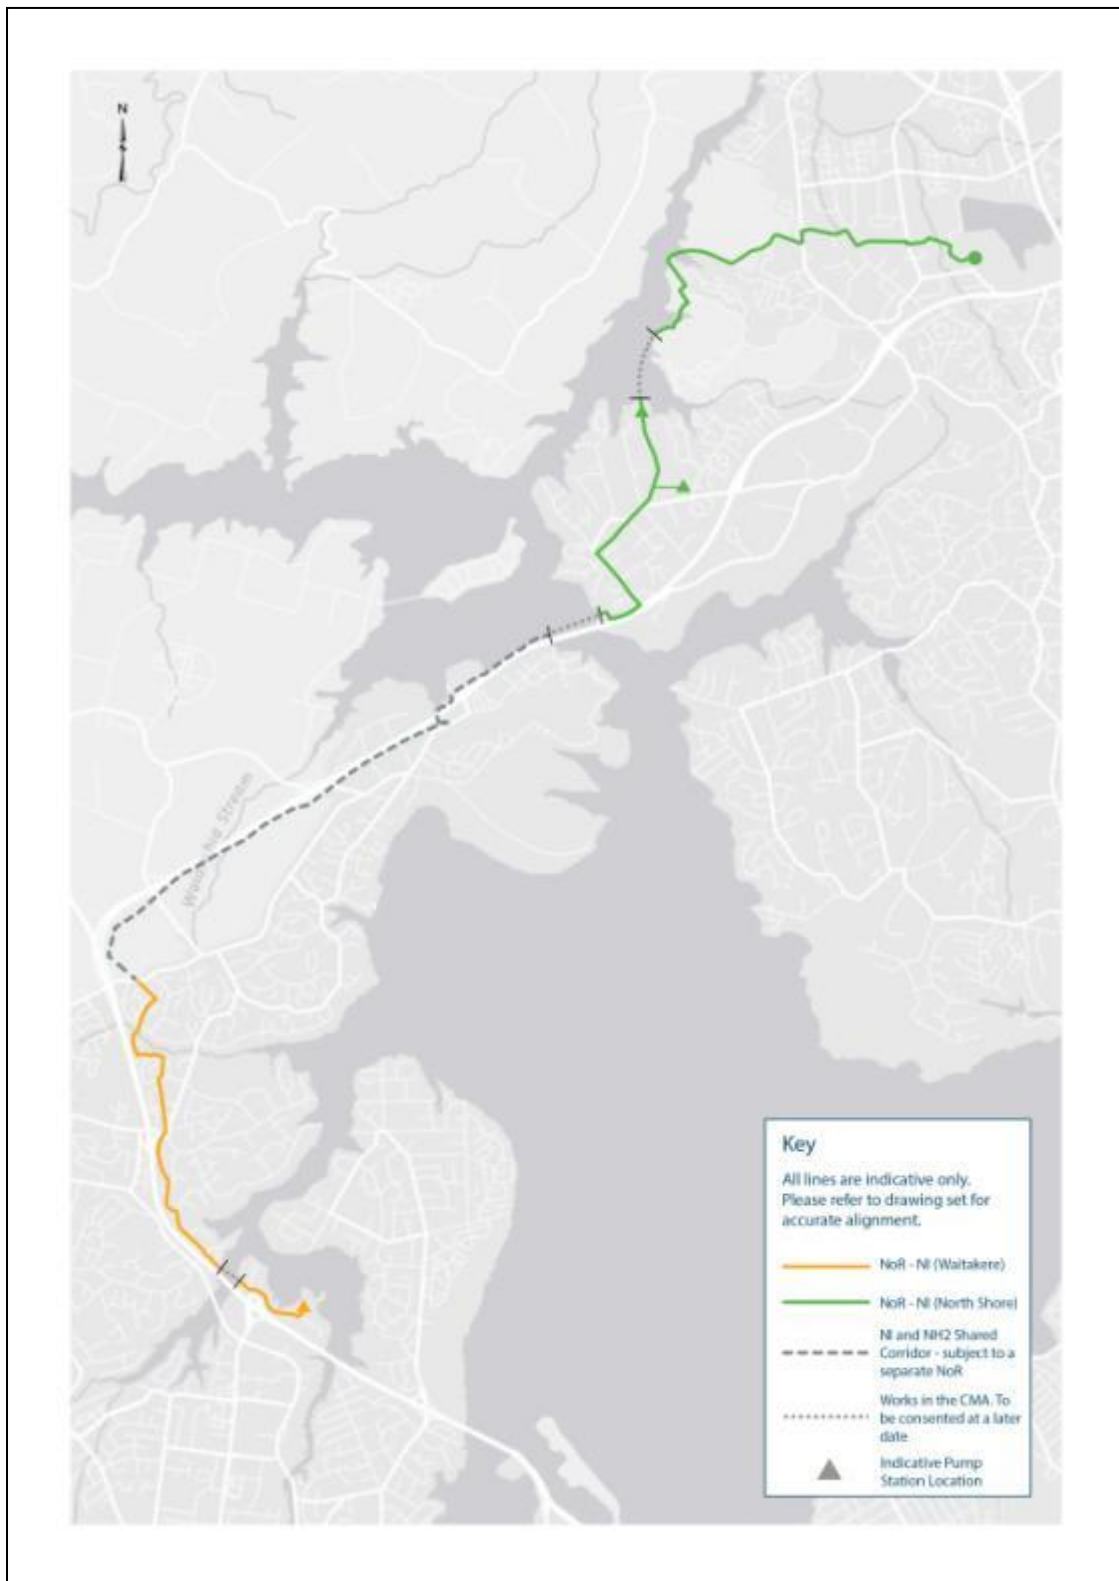 N
Key
All lines are indicative only.
Please refer to drawing set for
accurate alignment.
NoR - NI (Waitakere)
NoR - NI (North Shore)
NI and NH2 Shared
Corridor - subject to a
separate NoR
Works in the CMA. To
be consented at a later
date
Indicative Pump
Station Location
Stream